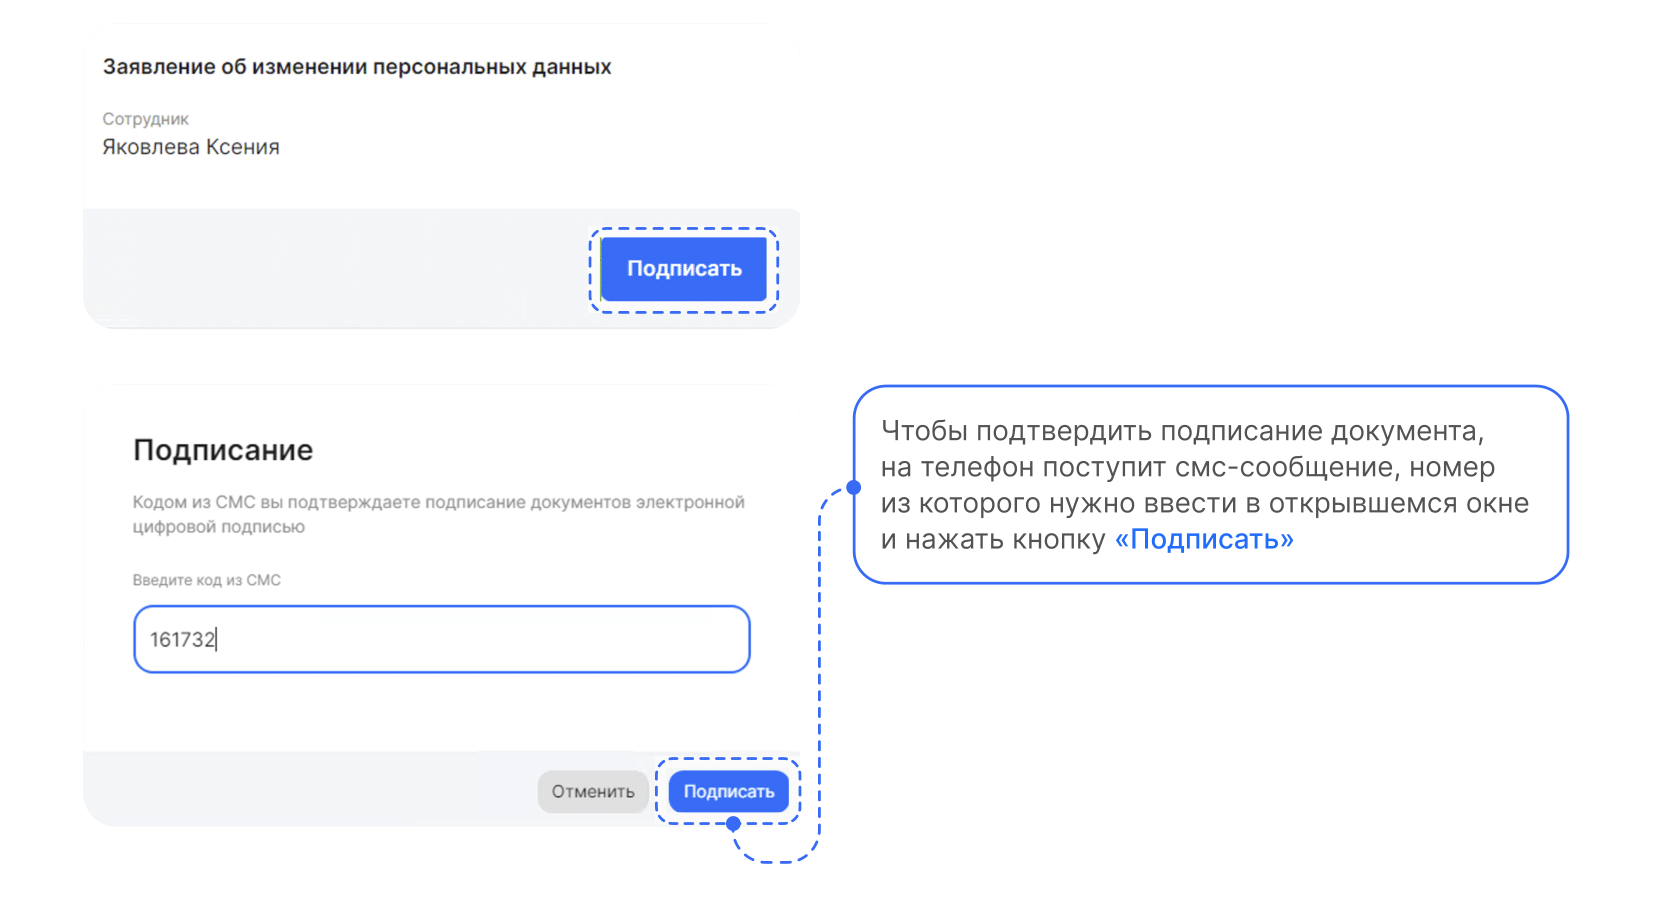 Заявление об изменении персональных данных
Сотрудник
Яковлева Ксения
Подписать
Подписание
Кодом из СМС вы подтверждаете подписание документов электронной
цифровой подписью
Введите код из СМС
161732
Отменить
Подписать
Чтобы подтвердить подписание документа,
на телефон поступит смс-сообщение, номер
из которого нужно ввести в открывшемся окне
и нажать кнопку «Подписать»